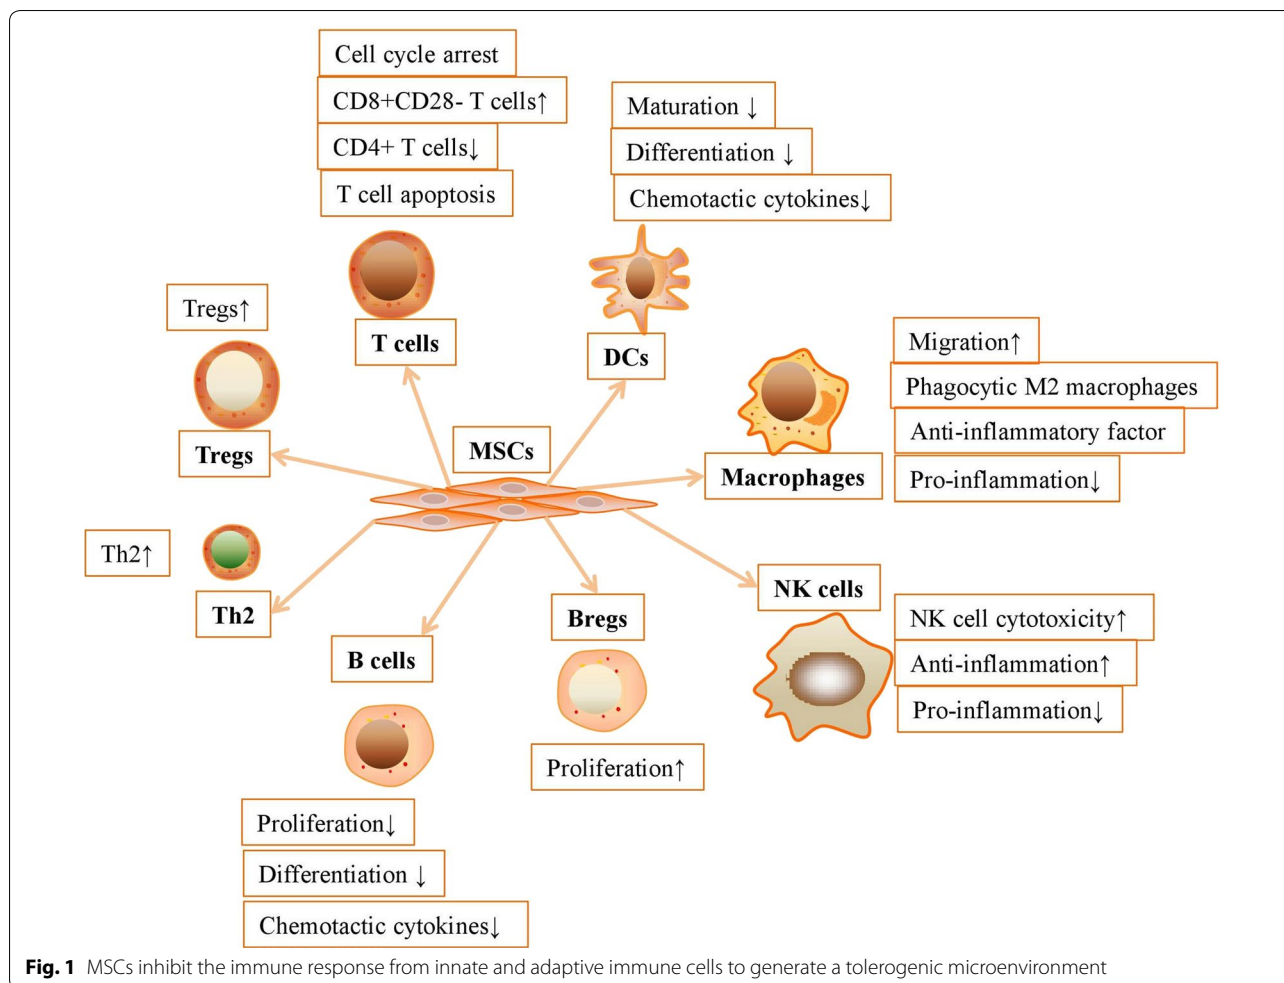 Cell cycle arrest
CD8+CD28- T cells↑
CD4+ T cells↓
T cell apoptosis
T cells
Maturation ↓
Differentiation ↓
Chemotactic cytokines↓
DCs
Tregs↑
Tregs
MSCs
Migration↑
Phagocytic M2 macrophages
Anti-inflammatory factor
Pro-inflammation↓
Macrophages
Th2↑
Th2
NK cells
NK cell cytotoxicity↑
Anti-inflammation↑
Pro-inflammation↓
Bregs
Proliferation↑
B cells
Proliferation↓
Differentiation ↓
Chemotactic cytokines↓
Fig. 1 MSCs inhibit the immune response from innate and adaptive immune cells to generate a tolerogenic microenvironment